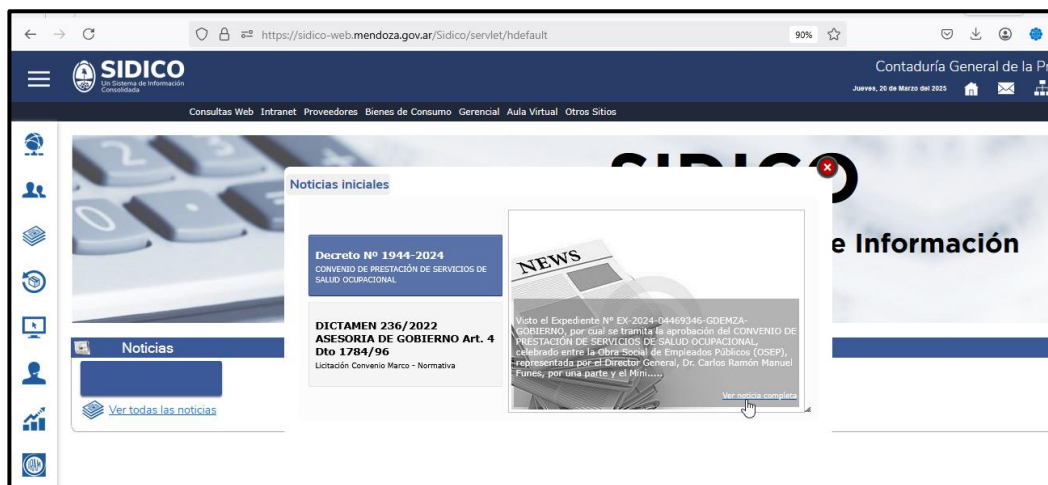 https://sidico-web.mendoza.gov.ar/Sidico/servlet/hdefault
90%
SIDICO
Un Sistema de Información
Consolidada
Contaduría General de la Pr
Jueves, 20 de Marzo del 2025
Consultas Web Intranet Proveedores Bienes de Consumo Gerencial Aula Virtual Otros Sitios
SIDICO
e Información
Noticias iniciales
Decreto Nº 1944-2024
CONVENIO DE PRESTACIÓN DE SERVICIOS DE
SALUD OCUPACIONAL
DICTAMEN 236/2022
ASESORIA DE GOBIERNO Art. 4
Dto 1784/96
Licitación Convenio Marco - Normativa
NEWS
Visto el Expediente N° EX-2024-04469346-GDEMZA-
GOBIERNO, por cual se tramita la aprobación del CONVENIO DE
PRESTACIÓN DE SERVICIOS DE SALUD OCUPACIONAL,
celebrado entre la Obra Social de Empleados Públicos (OSEP),
representada por el Director General, Dr. Carlos Ramón Manuel
Funes, por una parte y el Mini.....
Ver noticia completa
Noticias
Ver todas las noticias